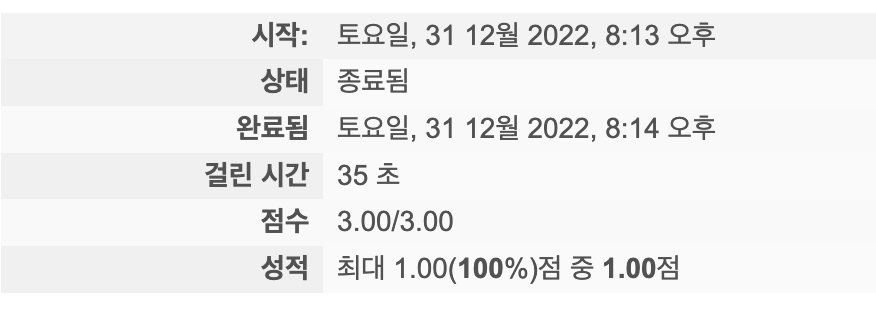 시작: 토요일, 31 12월 2022, 8:13 오후
상태 종료됨
완료됨 토요일, 31 12월 2022, 8:14 오후
걸린 시간 35 초
점수 3.00/3.00
성적 최대 1.00(100%)점 중 1.00점